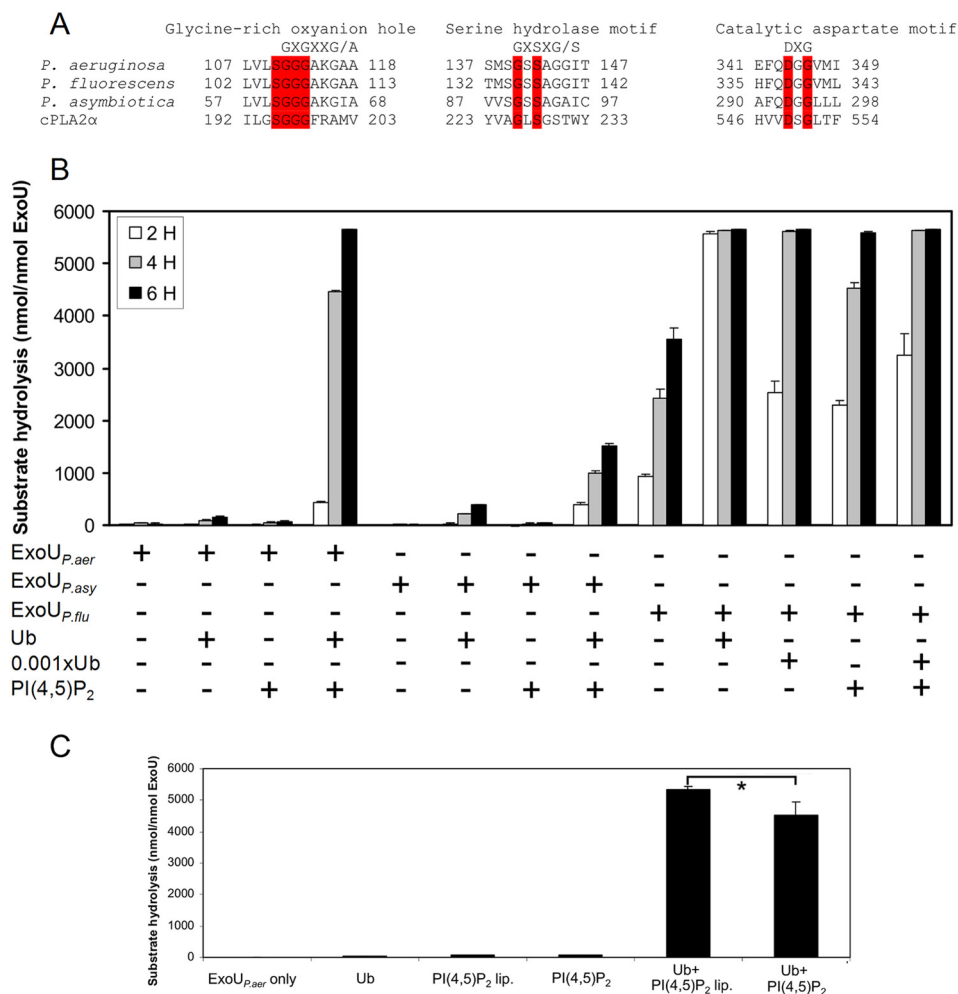 A
Glycine-rich oxyanion hole Serine hydrolase motif Catalytic aspartate motif
GXGXXG/A GXSXG/S DXG
P. aeruginosa 107 LVLSGGGAKGAA 118 137 SMSGSSAGGIT 147 341 EFQDGGVMI 349
P. fluorescens 102 LVLSGGGAKGAA 113 132 TMSGSSAGGIT 142 335 HFQDGGVML 343
P. asymbiotica 57 LVLSGGGAKGIA 68 87 VVSGSSAGAIC 97 290 AFQDGGLLL 298
cPLA2α 192 ILGSGGGFRAMV 203 223 YVAGLSGSTWY 233 546 HVVDSGLTF 554
B
Substrate hydrolysis (nmol/nmol ExoU)
6000
5000
4000
3000
2000
1000
0
2 H
4 H
6 H
ExoUP.aer + + + + - - - - - - - - -
ExoUP.asy - - - - + + + + - - - - -
ExoUP.flu - - - - - - - - + + + + +
Ub - + - + - + - + - + - - -
0.001xUb - - - - - - - - - - + - +
PI(4,5)P2 - - + + - - + + - - - + +
C
Substrate hydrolysis (nmol/nmol ExoU)
6000
5000
4000
3000
2000
1000
0
*
ExoUP.aer only Ub PI(4,5)P2 lip. PI(4,5)P2 Ub+ PI(4,5)P2 lip. Ub+ PI(4,5)P2